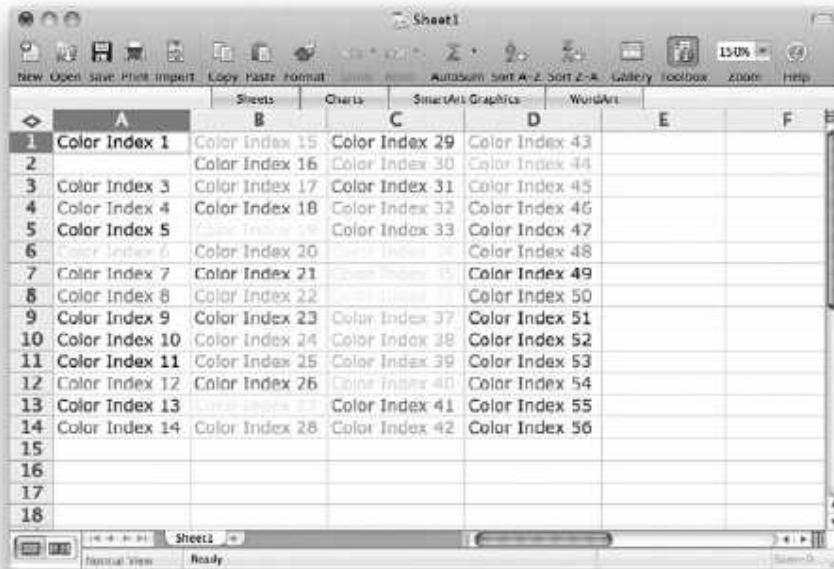 Sheet1
New Open Save Print Import Copy Paste Format AutoSum Sort A-Z Sort Z-A Gallery Toolbox Zoom Help
150%
Sheets Charts SmartArt Graphics WordArt
A B C D E F
1 Color Index 1 Color Index 15 Color Index 29 Color Index 43
2 Color Index 16 Color Index 30 Color Index 44
3 Color Index 3 Color Index 17 Color Index 31 Color Index 45
4 Color Index 4 Color Index 18 Color Index 32 Color Index 46
5 Color Index 5 Color Index 33 Color Index 47
6 Color Index 6 Color Index 20 Color Index 48
7 Color Index 7 Color Index 21 Color Index 49
8 Color Index 8 Color Index 22 Color Index 50
9 Color Index 9 Color Index 23 Color Index 37 Color Index 51
10 Color Index 10 Color Index 24 Color Index 38 Color Index 52
11 Color Index 11 Color Index 25 Color Index 39 Color Index 53
12 Color Index 12 Color Index 26 Color Index 40 Color Index 54
13 Color Index 13 Color Index 41 Color Index 55
14 Color Index 14 Color Index 28 Color Index 42 Color Index 56
15
16
17
18
Sheet1
Normal View Ready